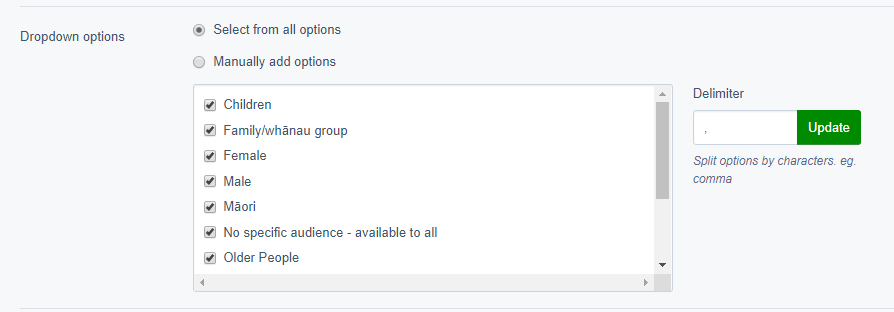 Dropdown options
Select from all options
Manually add options
Children
Family/whānau group
Female
Male
Māori
No specific audience - available to all
Older People
Delimiter
,
Update
Split options by characters. eg.
comma